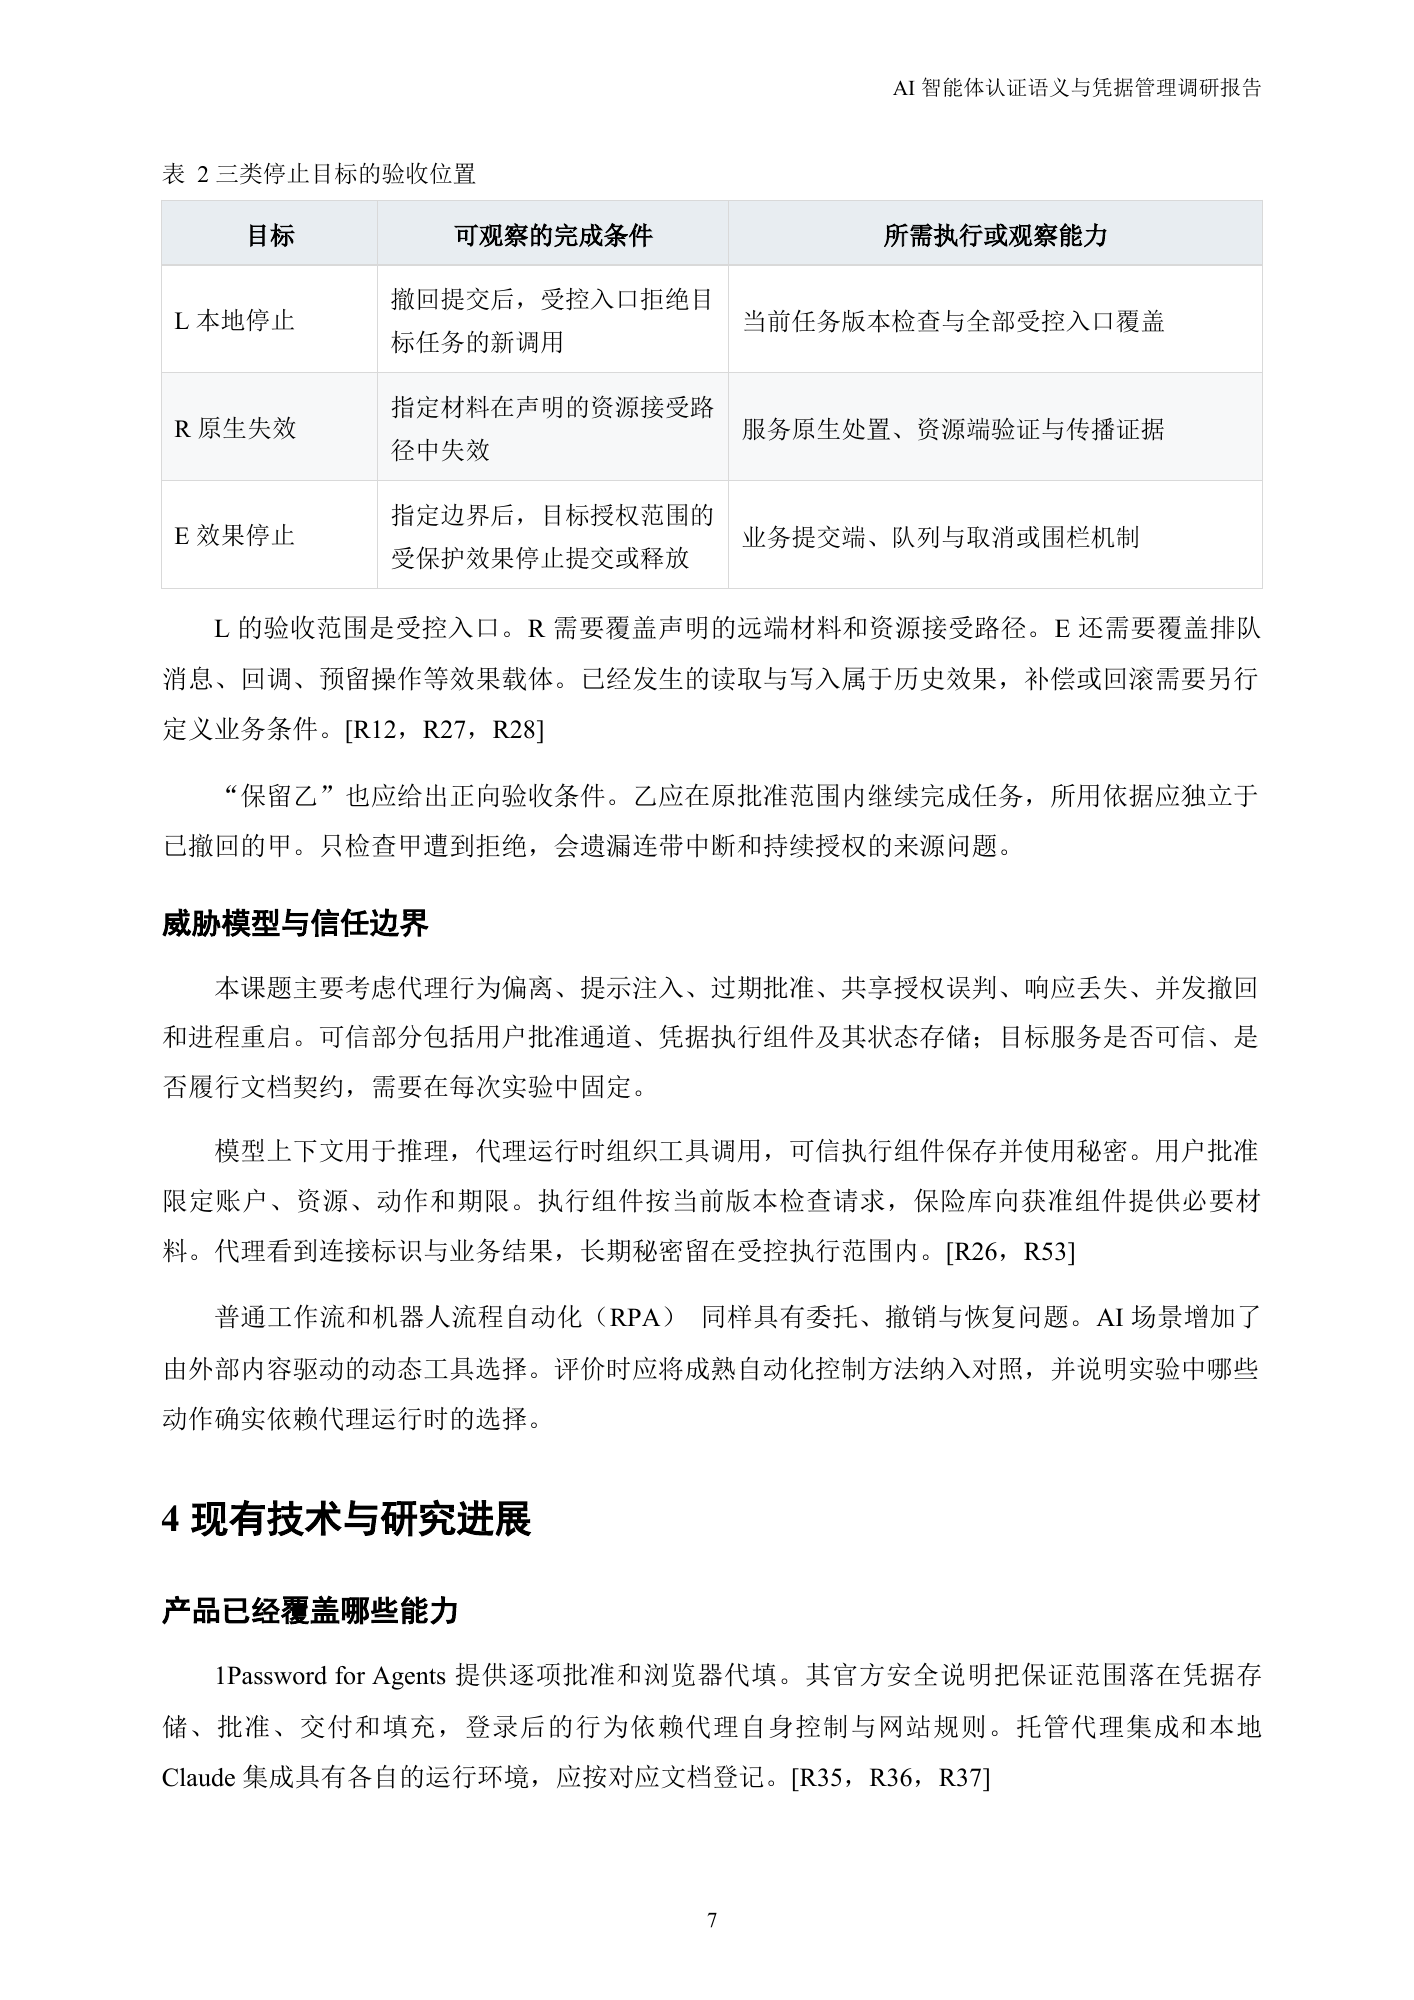 AI 智能体认证语义与凭据管理调研报告
表 2 三类停止目标的验收位置
目标
可观察的完成条件
所需执行或观察能力
L 本地停止
撤回提交后，受控入口拒绝目
标任务的新调用
当前任务版本检查与全部受控入口覆盖
R 原生失效
指定材料在声明的资源接受路
径中失效
服务原生处置、资源端验证与传播证据
E 效果停止
指定边界后，目标授权范围的
受保护效果停止提交或释放
业务提交端、队列与取消或围栏机制
L 的验收范围是受控入口。R 需要覆盖声明的远端材料和资源接受路径。E 还需要覆盖排队
消息、回调、预留操作等效果载体。已经发生的读取与写入属于历史效果，补偿或回滚需要另行
定义业务条件。[R12，R27，R28]
“保留乙”也应给出正向验收条件。乙应在原批准范围内继续完成任务，所用依据应独立于
已撤回的甲。只检查甲遭到拒绝，会遗漏连带中断和持续授权的来源问题。
威胁模型与信任边界
本课题主要考虑代理行为偏离、提示注入、过期批准、共享授权误判、响应丢失、并发撤回
和进程重启。可信部分包括用户批准通道、凭据执行组件及其状态存储；目标服务是否可信、是
否履行文档契约，需要在每次实验中固定。
模型上下文用于推理，代理运行时组织工具调用，可信执行组件保存并使用秘密。用户批准
限定账户、资源、动作和期限。执行组件按当前版本检查请求，保险库向获准组件提供必要材
料。代理看到连接标识与业务结果，长期秘密留在受控执行范围内。[R26，R53]
普通工作流和机器人流程自动化（RPA） 同样具有委托、撤销与恢复问题。AI 场景增加了
由外部内容驱动的动态工具选择。评价时应将成熟自动化控制方法纳入对照，并说明实验中哪些
动作确实依赖代理运行时的选择。
4 现有技术与研究进展
产品已经覆盖哪些能力
1Password for Agents 提供逐项批准和浏览器代填。其官方安全说明把保证范围落在凭据存
储、批准、交付和填充，登录后的行为依赖代理自身控制与网站规则。托管代理集成和本地
Claude 集成具有各自的运行环境，应按对应文档登记。[R35，R36，R37]
7